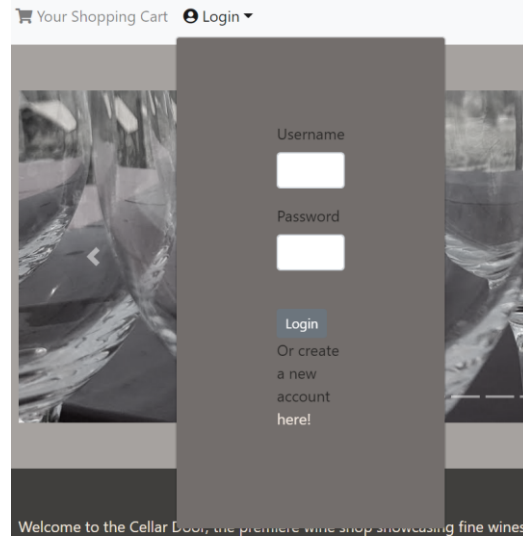 Your Shopping Cart Login
Username
Password
Login
Or create
a new
account
here!
Welcome to the Cellar Door, the premiere wine shop showcasing fine wines